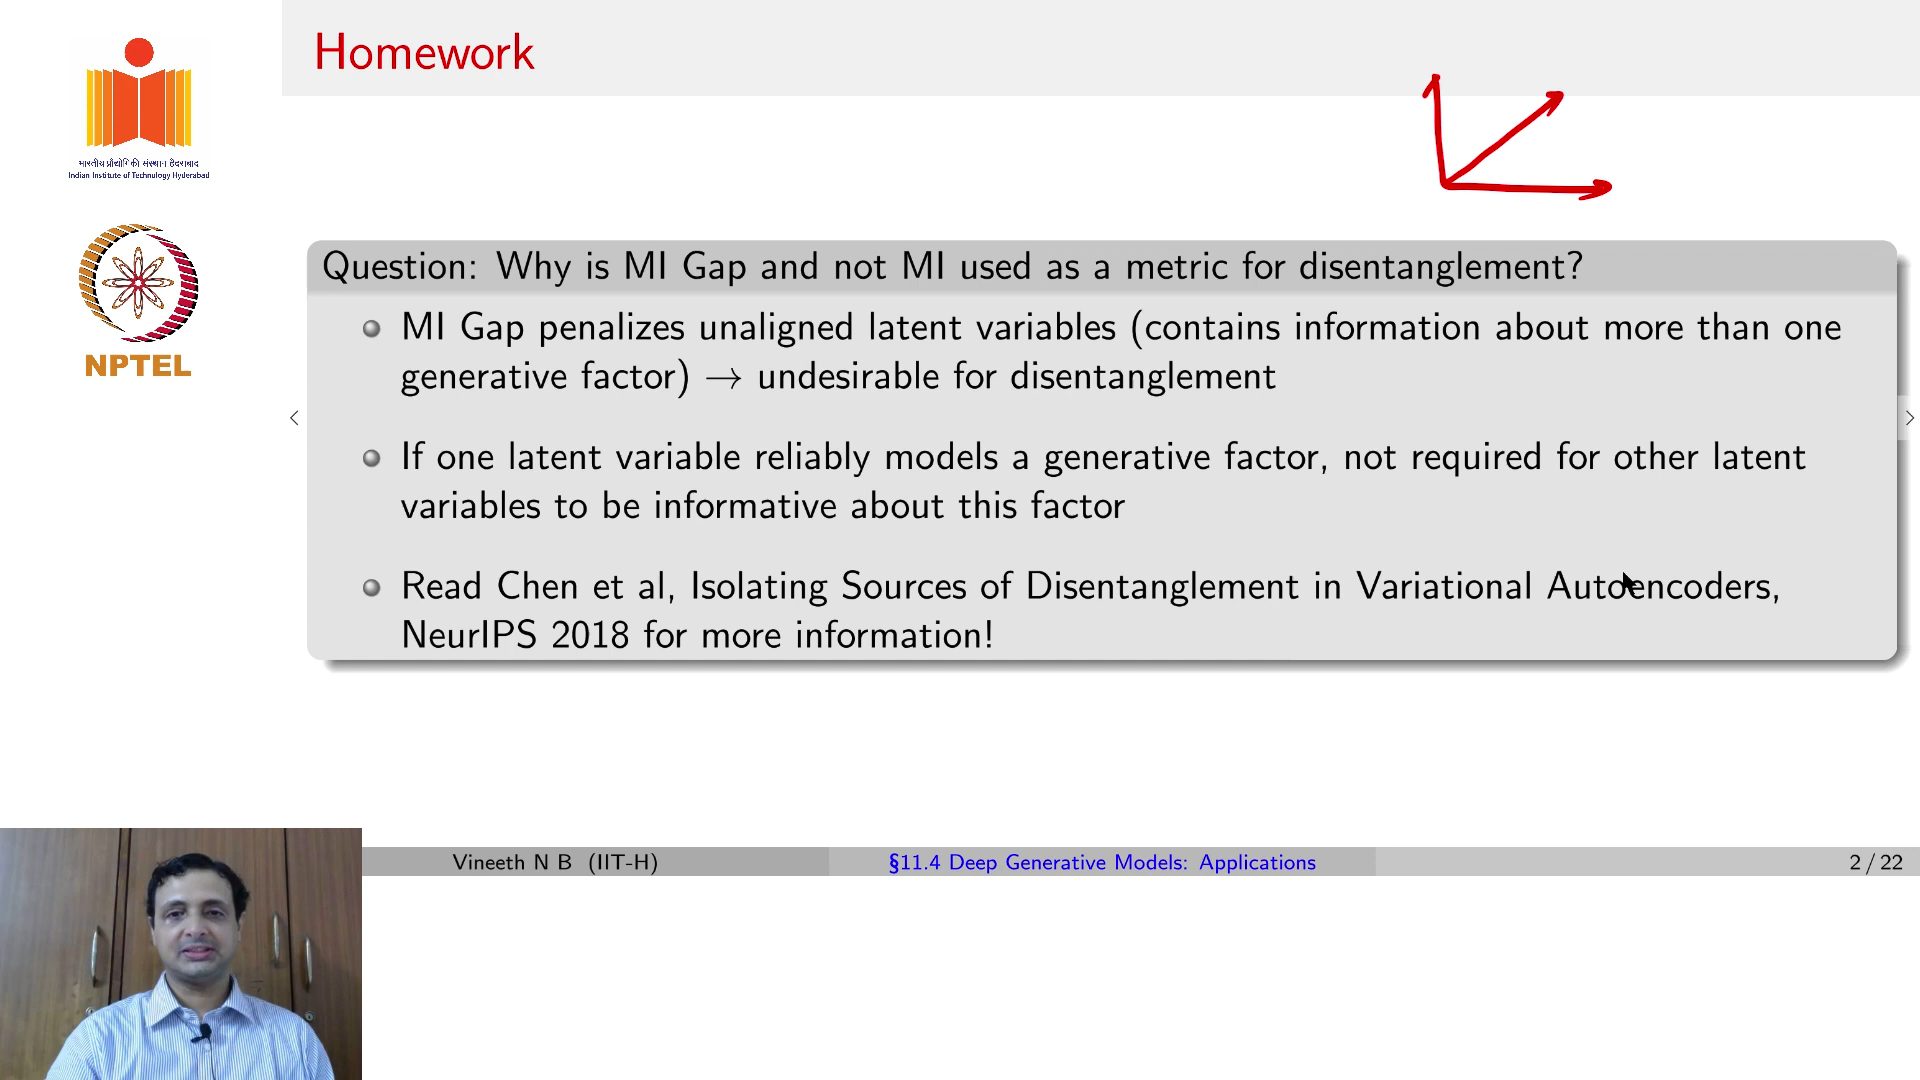 Homework
भारतीय प्रौद्योगिकी संस्थान हैदराबाद
Indian Institute of Technology Hyderabad
NPTEL
Question: Why is MI Gap and not MI used as a metric for disentanglement?
MI Gap penalizes unaligned latent variables (contains information about more than one
generative factor) → undesirable for disentanglement
If one latent variable reliably models a generative factor, not required for other latent
variables to be informative about this factor
Read Chen et al, Isolating Sources of Disentanglement in Variational Autoencoders,
NeurIPS 2018 for more information!
Vineeth N B (IIT-H)
§11.4 Deep Generative Models: Applications
2 / 22